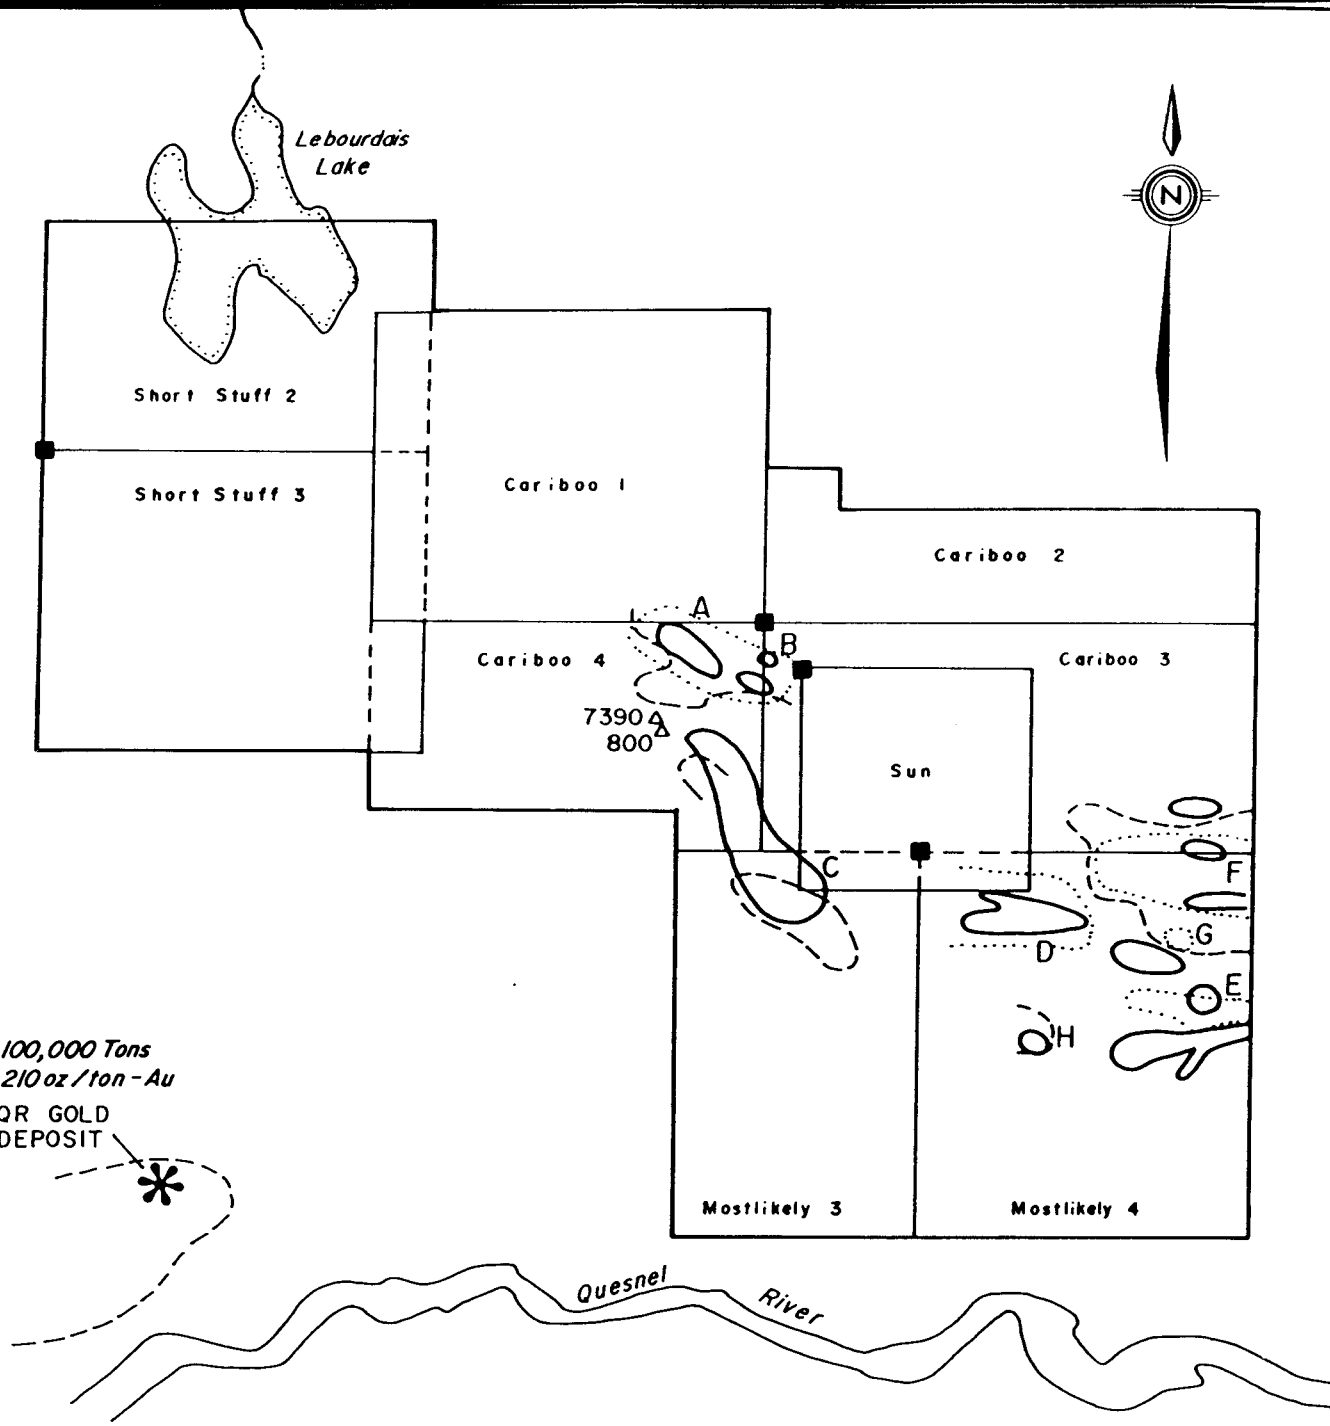 Lebourdais
Lake
N
Short Stuff 2
Short Stuff 3
Cariboo 1
Cariboo 2
A
B
Cariboo 4
Cariboo 3
7390
800
Sun
C
F
G
D
E
H
100,000 Tons
210 oz/ton-Au
QR GOLD
DEPOSIT
Mostlikely 3
Mostlikely 4
Quesnel River